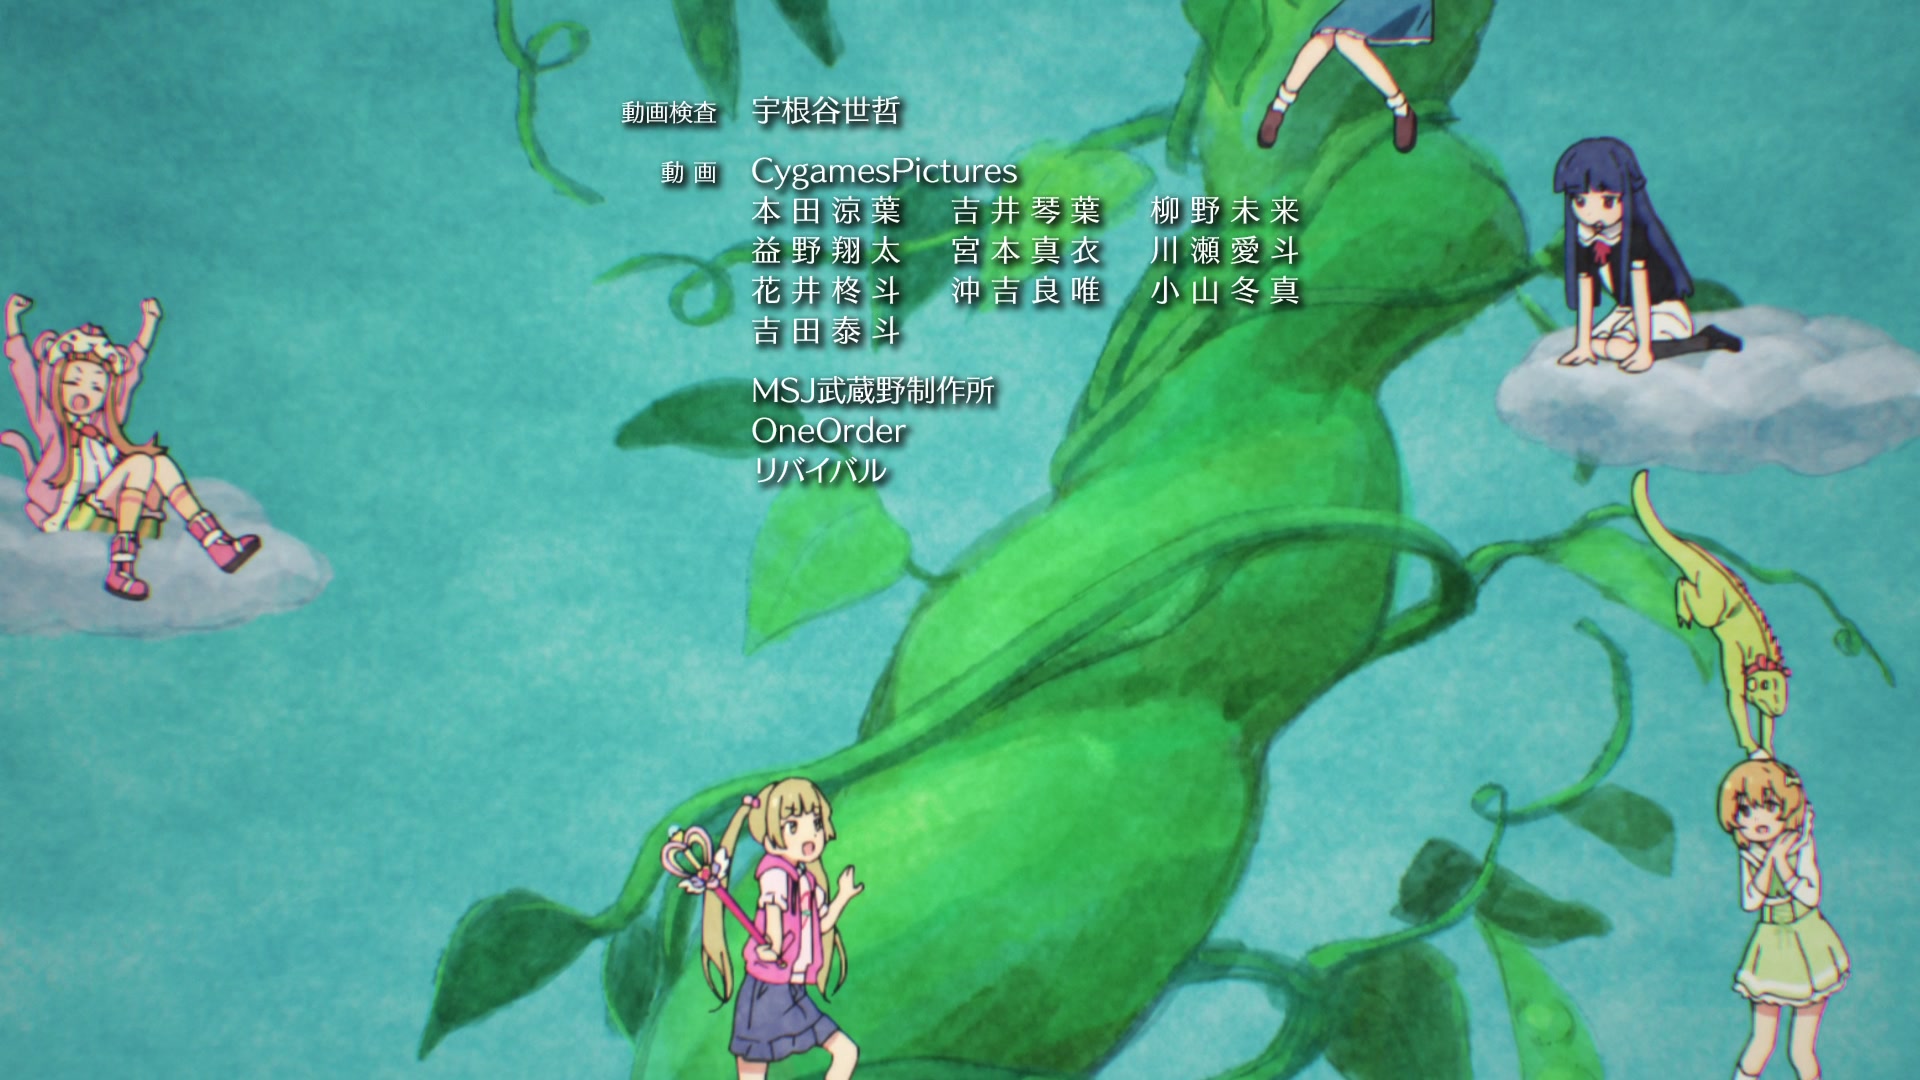 動画検査 宇根谷世哲
動画 CygamesPictures
本田涼葉 吉井琴葉 柳野未来
益野翔太 宮本真衣 川瀬愛斗
花井柊斗 沖吉良唯 小山冬真
吉田泰斗
MSJ武蔵野制作所
OneOrder
リバイバル